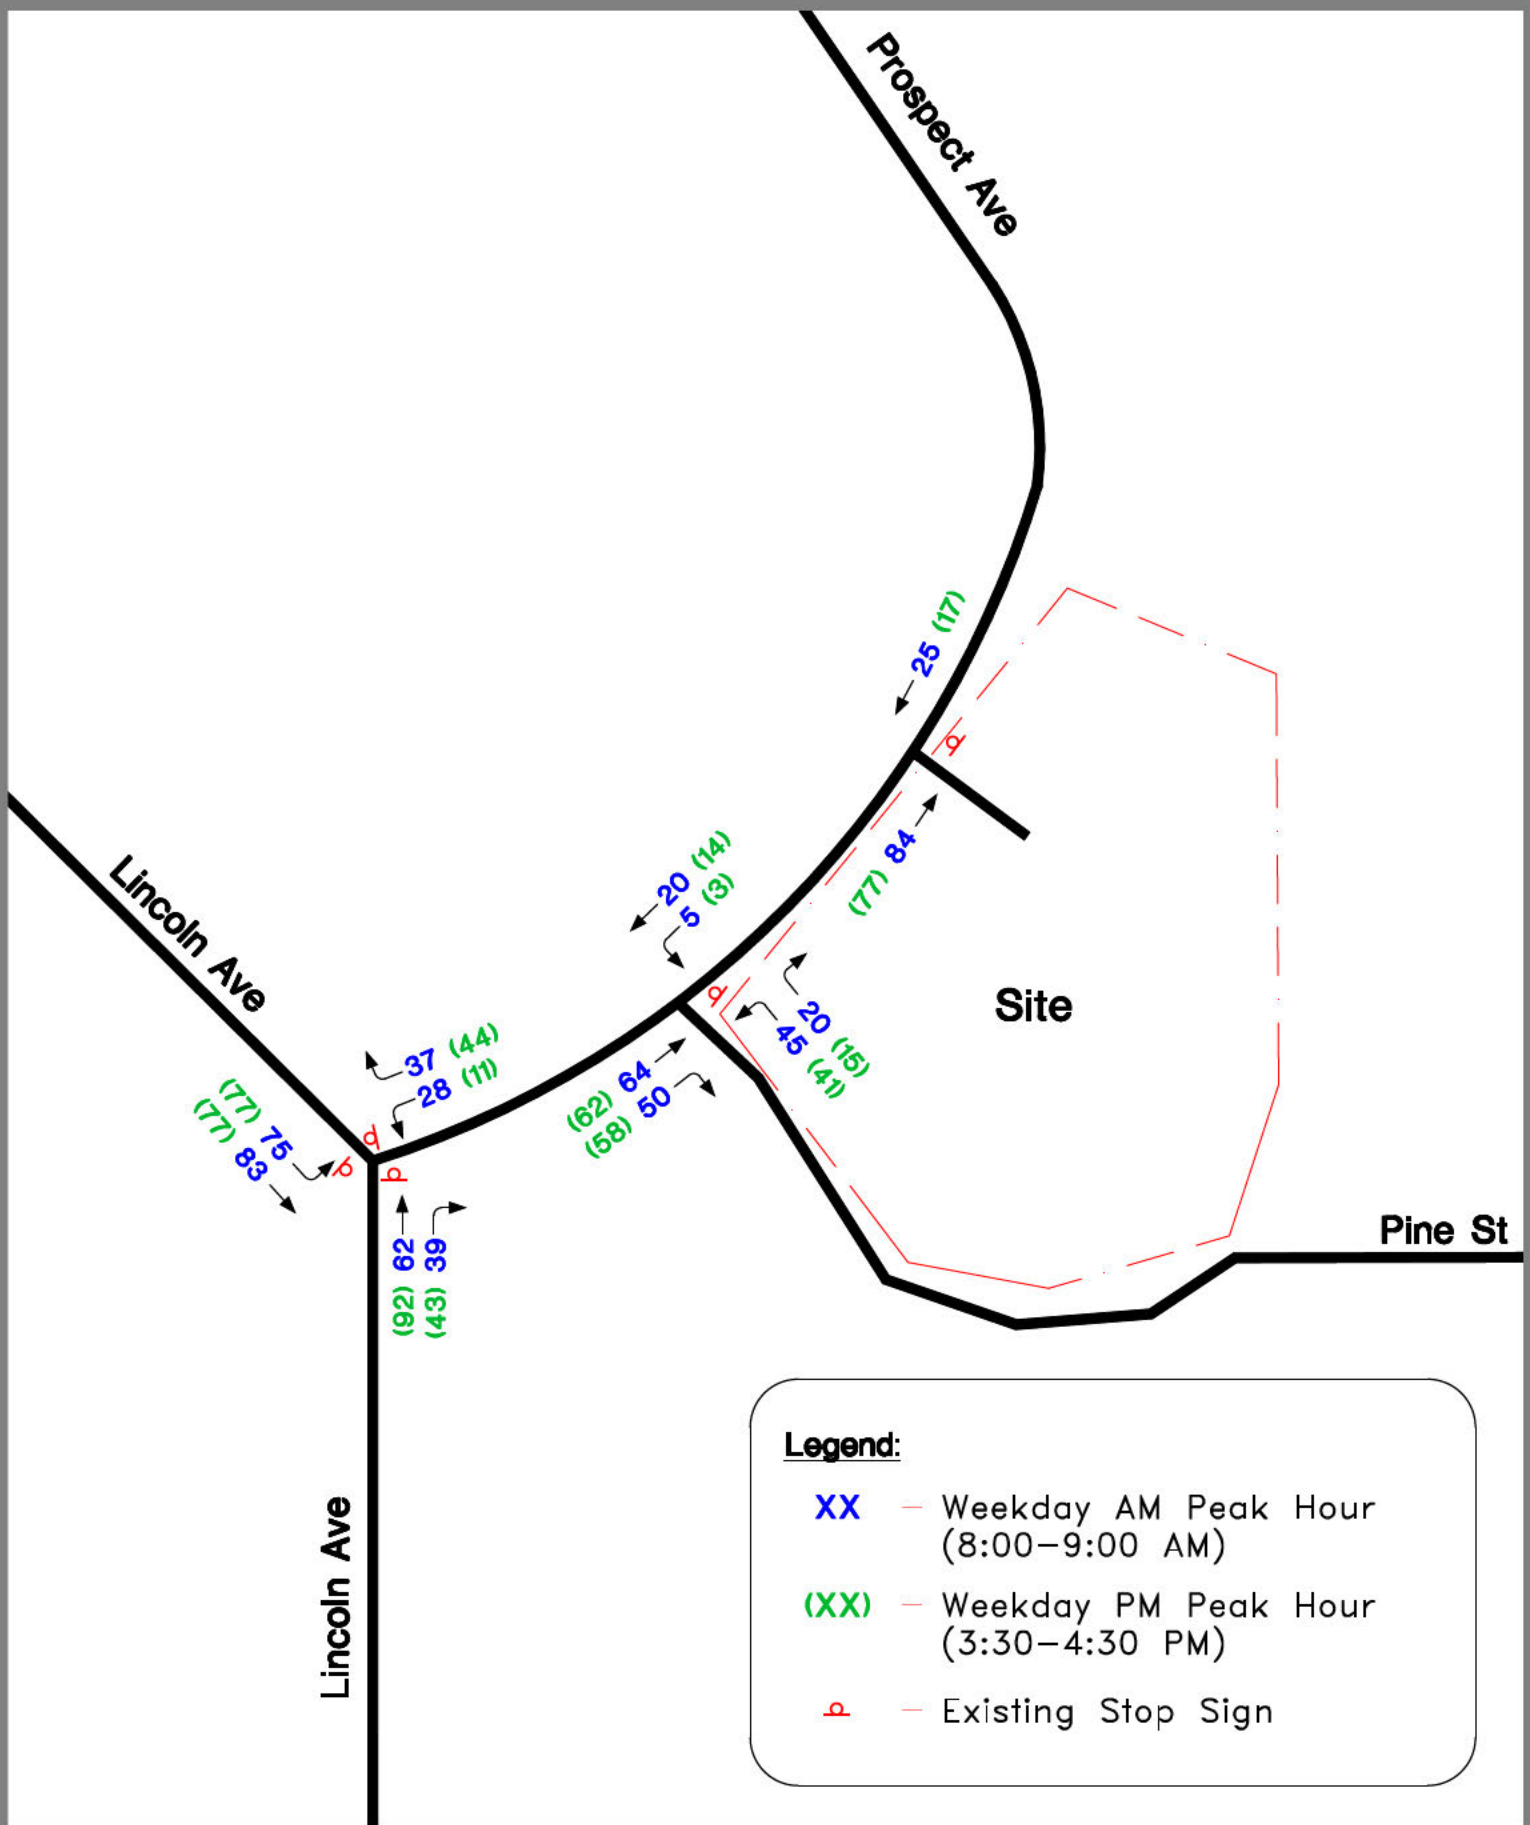 Prospect Ave
25 (17)
20 (14)
5 (3)
(77) 84
Lincoln Ave
Site
20 (15)
45 (41)
37 (44)
28 (11)
(62) 64
(58) 50
(77) 75
(77) 83
Pine St
(92) 62
(43) 39
Lincoln Ave
Legend:
XX – Weekday AM Peak Hour
(8:00–9:00 AM)
(XX) – Weekday PM Peak Hour
(3:30–4:30 PM)
– Existing Stop Sign